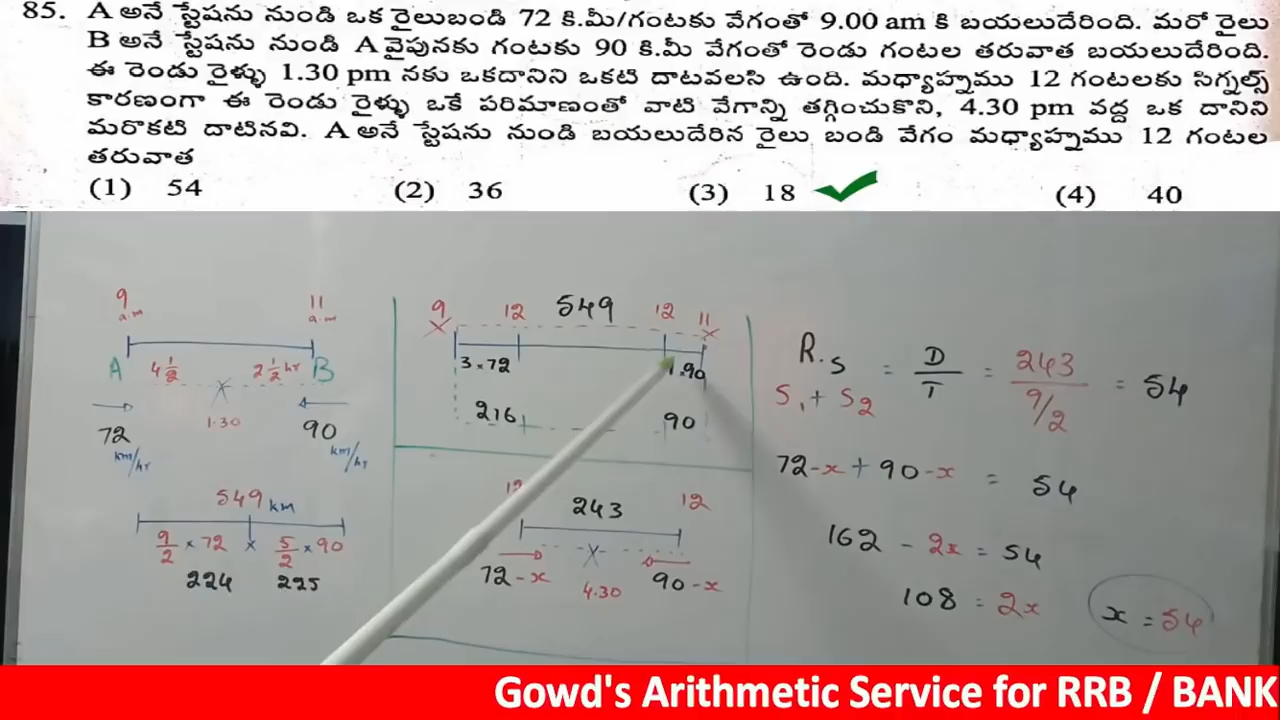 85. A అనే స్టేషను నుండి ఒక రైలుబండి 72 కి.మీ/గంటకు వేగంతో 9.00 am కి బయలుదేరింది. మరో రైలు
B అనే స్టేషను నుండి A వైపునకు గంటకు 90 కి.మీ వేగంతో రెండు గంటల తరువాత బయలుదేరింది.
ఈ రెండు రైళ్ళు 1.30 pm నకు ఒకదానిని ఒకటి దాటవలసి ఉంది. మధ్యాహ్నము 12 గంటలకు సిగ్నల్స్
కారణంగా ఈ రెండు రైళ్ళు ఒకే పరిమాణంతో వాటి వేగాన్ని తగ్గించుకొని, 4.30 pm వద్ద ఒక దానిని
మరొకటి దాటినవి. A అనే స్టేషను నుండి బయలుదేరిన రైలు బండి వేగం మధ్యాహ్నము 12 గంటల
తరువాత
(1) 54 (2) 36 (3) 18 (4) 40
9 a.m 11 a.m
A 4 1/2 2 1/2 hr B
1.30
72 km/hr 90 km/hr
549 km
9/2 × 72 × 5/2 × 90
224 225
9 12 549 12 11
3×72 1×90
216 90
12 243 12
72-x 4.30 90-x
R.s = D/T = 243 / 9/2 = 54
S1 + S2
72-x + 90-x = 54
162 - 2x = 54
108 = 2x x = 54
Gowd's Arithmetic Service for RRB / BANK